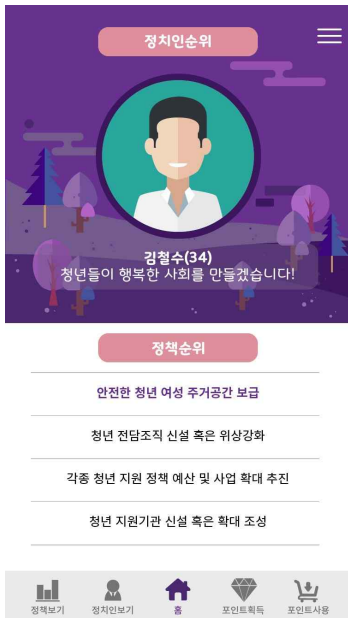 정치인순위
김철수(34)
청년들이 행복한 사회를 만들겠습니다!
정책순위
안전한 청년 여성 주거공간 보급
청년 전담조직 신설 혹은 위상강화
각종 청년 지원 정책 예산 및 사업 확대 추진
청년 지원기관 신설 혹은 확대 조성
정책보기 정치인보기 홈 포인트획득 포인트사용